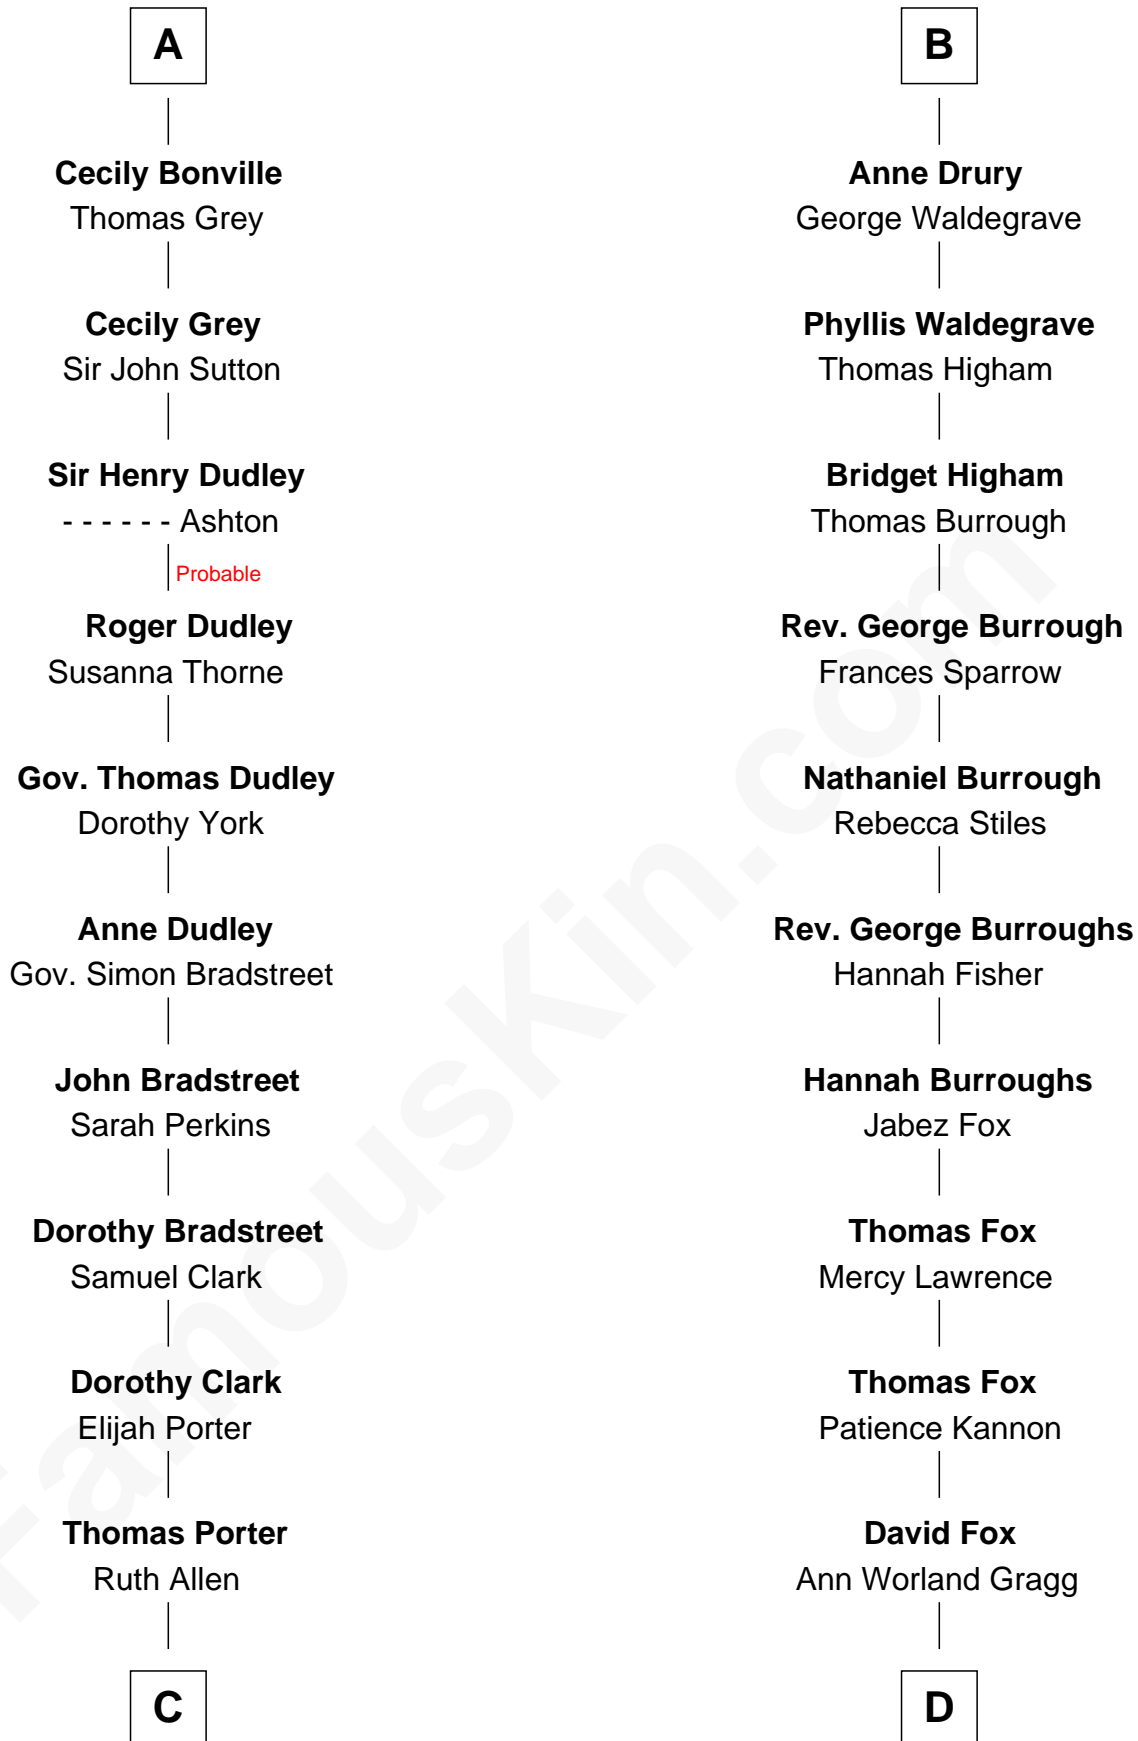 A
Cecily Bonville
Thomas Grey
Cecily Grey
Sir John Sutton
Sir Henry Dudley
- - - - - - Ashton
Probable
Roger Dudley
Susanna Thorne
Gov. Thomas Dudley
Dorothy York
Anne Dudley
Gov. Simon Bradstreet
John Bradstreet
Sarah Perkins
Dorothy Bradstreet
Samuel Clark
Dorothy Clark
Elijah Porter
Thomas Porter
Ruth Allen
C
B
Anne Drury
George Waldegrave
Phyllis Waldegrave
Thomas Higham
Bridget Higham
Thomas Burrough
Rev. George Burrough
Frances Sparrow
Nathaniel Burrough
Rebecca Stiles
Rev. George Burroughs
Hannah Fisher
Hannah Burroughs
Jabez Fox
Thomas Fox
Mercy Lawrence
Thomas Fox
Patience Kannon
David Fox
Ann Worland Gragg
D
FamousKin.com